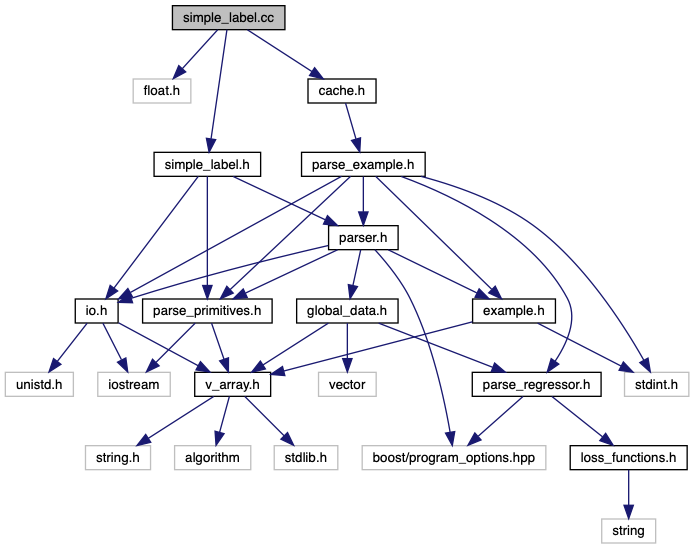 simple_label.cc
float.h
cache.h
simple_label.h
parse_example.h
parser.h
io.h
parse_primitives.h
global_data.h
example.h
unistd.h
iostream
v_array.h
vector
parse_regressor.h
stdint.h
string.h
algorithm
stdlib.h
boost/program_options.hpp
loss_functions.h
string